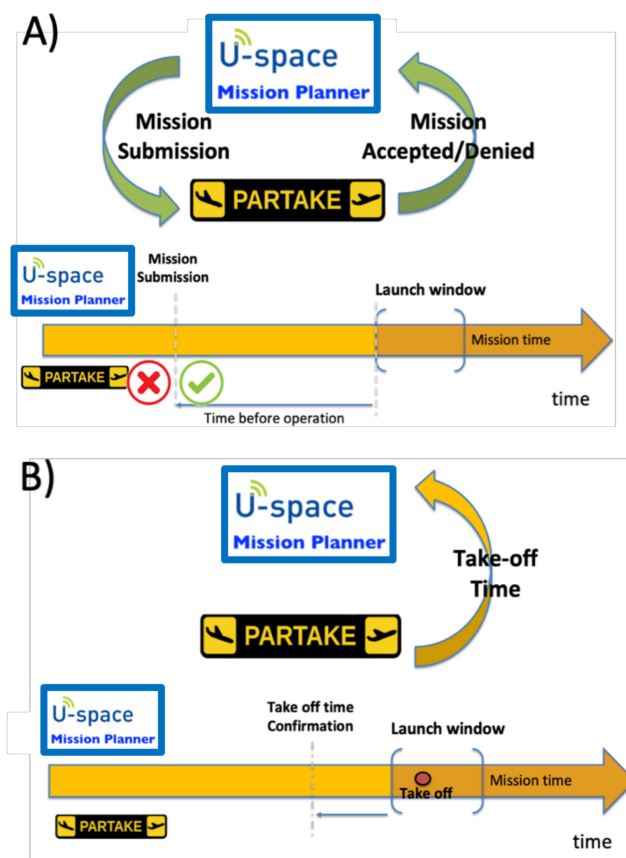 A)
U-space
Mission Planner
Mission
Submission
Mission
Accepted/Denied
PARTAKE
U-space
Mission Planner
Mission
Submission
Launch window
Mission time
PARTAKE
time
Time before operation
B)
U-space
Mission Planner
Take-off
Time
PARTAKE
U-space
Mission Planner
Take off time
Confirmation
Launch window
Mission time
Take off
PARTAKE
time